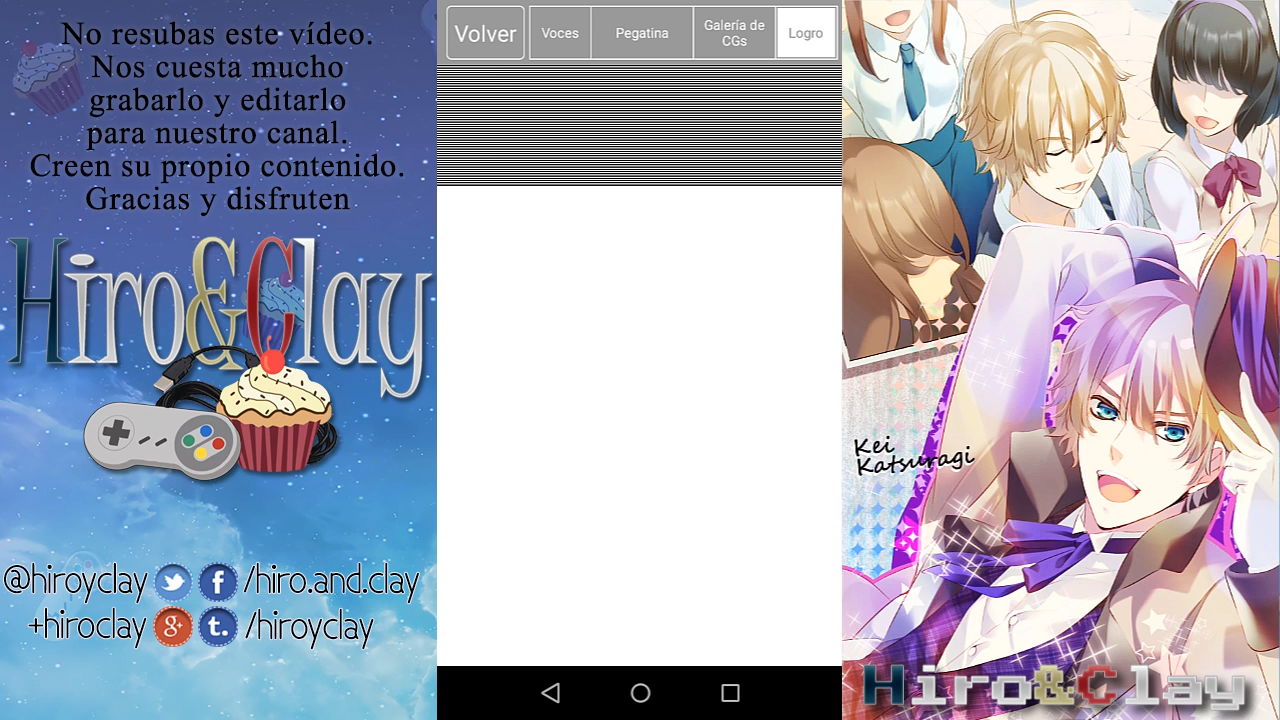 No resubas este vídeo.
Nos cuesta mucho
grabarlo y editarlo
para nuestro canal.
Creen su propio contenido.
Gracias y disfruten
Hiro&Clay
@hiroyclay
/hiro.and.clay
+hiroclay
/hiroyclay
Volver
Voces
Pegatina
Galería de
CGs
Logro
Kei
Katsuragi
Hiro&Clay